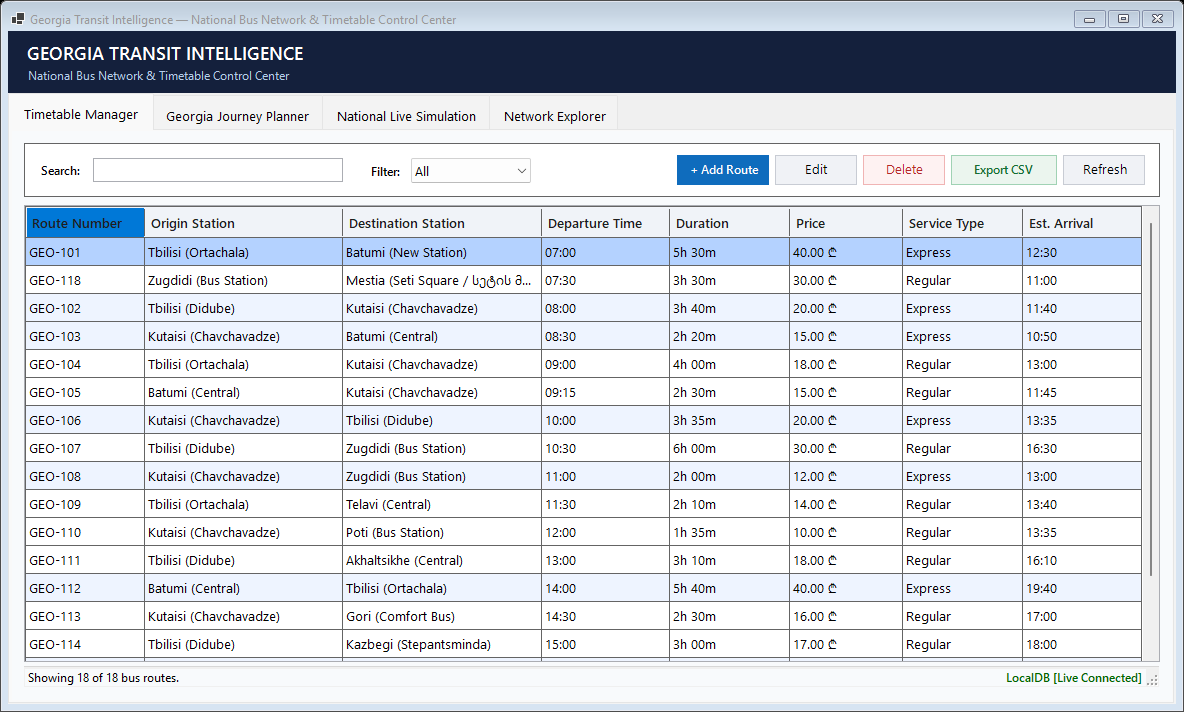 Georgia Transit Intelligence — National Bus Network & Timetable Control Center
GEORGIA TRANSIT INTELLIGENCE
National Bus Network & Timetable Control Center
Timetable Manager Georgia Journey Planner National Live Simulation Network Explorer
Search: Filter: All + Add Route Edit Delete Export CSV Refresh
Route Number Origin Station Destination Station Departure Time Duration Price Service Type Est. Arrival
GEO-101 Tbilisi (Ortachala) Batumi (New Station) 07:00 5h 30m 40.00 ₾ Express 12:30
GEO-118 Zugdidi (Bus Station) Mestia (Seti Square / სეტის მ... 07:30 3h 30m 30.00 ₾ Regular 11:00
GEO-102 Tbilisi (Didube) Kutaisi (Chavchavadze) 08:00 3h 40m 20.00 ₾ Express 11:40
GEO-103 Kutaisi (Chavchavadze) Batumi (Central) 08:30 2h 20m 15.00 ₾ Express 10:50
GEO-104 Tbilisi (Ortachala) Kutaisi (Chavchavadze) 09:00 4h 00m 18.00 ₾ Regular 13:00
GEO-105 Batumi (Central) Kutaisi (Chavchavadze) 09:15 2h 30m 15.00 ₾ Regular 11:45
GEO-106 Kutaisi (Chavchavadze) Tbilisi (Didube) 10:00 3h 35m 20.00 ₾ Express 13:35
GEO-107 Tbilisi (Didube) Zugdidi (Bus Station) 10:30 6h 00m 30.00 ₾ Regular 16:30
GEO-108 Kutaisi (Chavchavadze) Zugdidi (Bus Station) 11:00 2h 00m 12.00 ₾ Express 13:00
GEO-109 Tbilisi (Ortachala) Telavi (Central) 11:30 2h 10m 14.00 ₾ Regular 13:40
GEO-110 Kutaisi (Chavchavadze) Poti (Bus Station) 12:00 1h 35m 10.00 ₾ Regular 13:35
GEO-111 Tbilisi (Didube) Akhaltsikhe (Central) 13:00 3h 10m 18.00 ₾ Regular 16:10
GEO-112 Batumi (Central) Tbilisi (Ortachala) 14:00 5h 40m 40.00 ₾ Express 19:40
GEO-113 Kutaisi (Chavchavadze) Gori (Comfort Bus) 14:30 2h 30m 16.00 ₾ Regular 17:00
GEO-114 Tbilisi (Didube) Kazbegi (Stepantsminda) 15:00 3h 00m 17.00 ₾ Regular 18:00
Showing 18 of 18 bus routes. LocalDB [Live Connected]